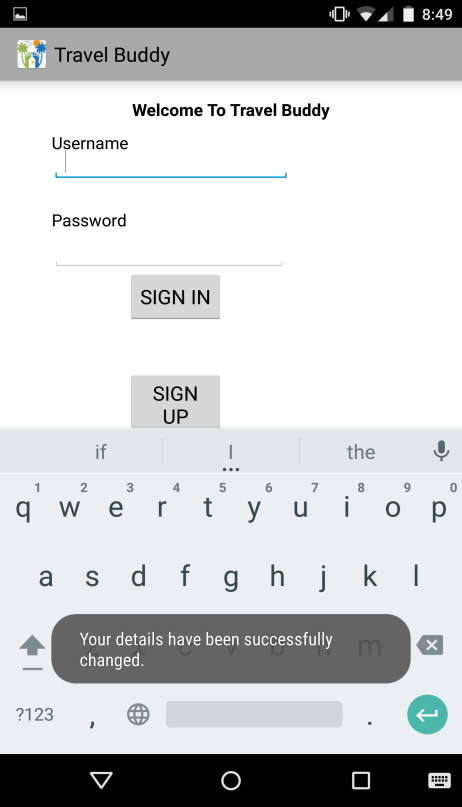 8:49
Travel Buddy
Welcome To Travel Buddy
Username
Password
SIGN IN
SIGN
UP
if I the
1 2 3 4 5 6 7 8 9 0
q w e r t y u i o p
a s d f g h j k l
z c v b n m
Your details have been successfully
changed.
?123 , .